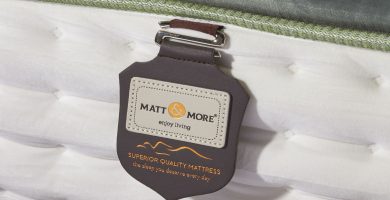 MATT & MORE®
enjoy living
SUPERIOR QUALITY MATTRESS
the sleep you deserve every day